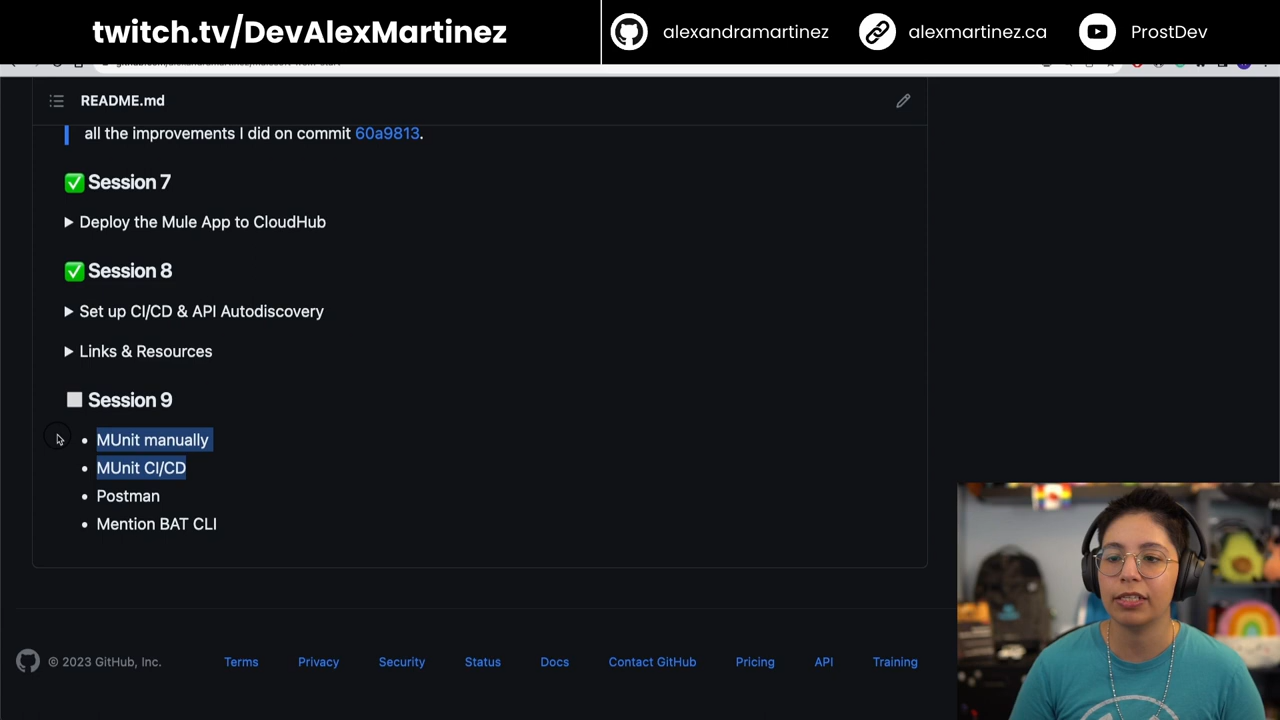 twitch.tv/DevAlexMartinez
alexandramartinez
alexmartinez.ca
ProstDev
README.md
all the improvements I did on commit 60a9813.
✅ Session 7
▶ Deploy the Mule App to CloudHub
✅ Session 8
▶ Set up CI/CD & API Autodiscovery
▶ Links & Resources
Session 9
• MUnit manually
• MUnit CI/CD
• Postman
• Mention BAT CLI
© 2023 GitHub, Inc.
Terms
Privacy
Security
Status
Docs
Contact GitHub
Pricing
API
Training